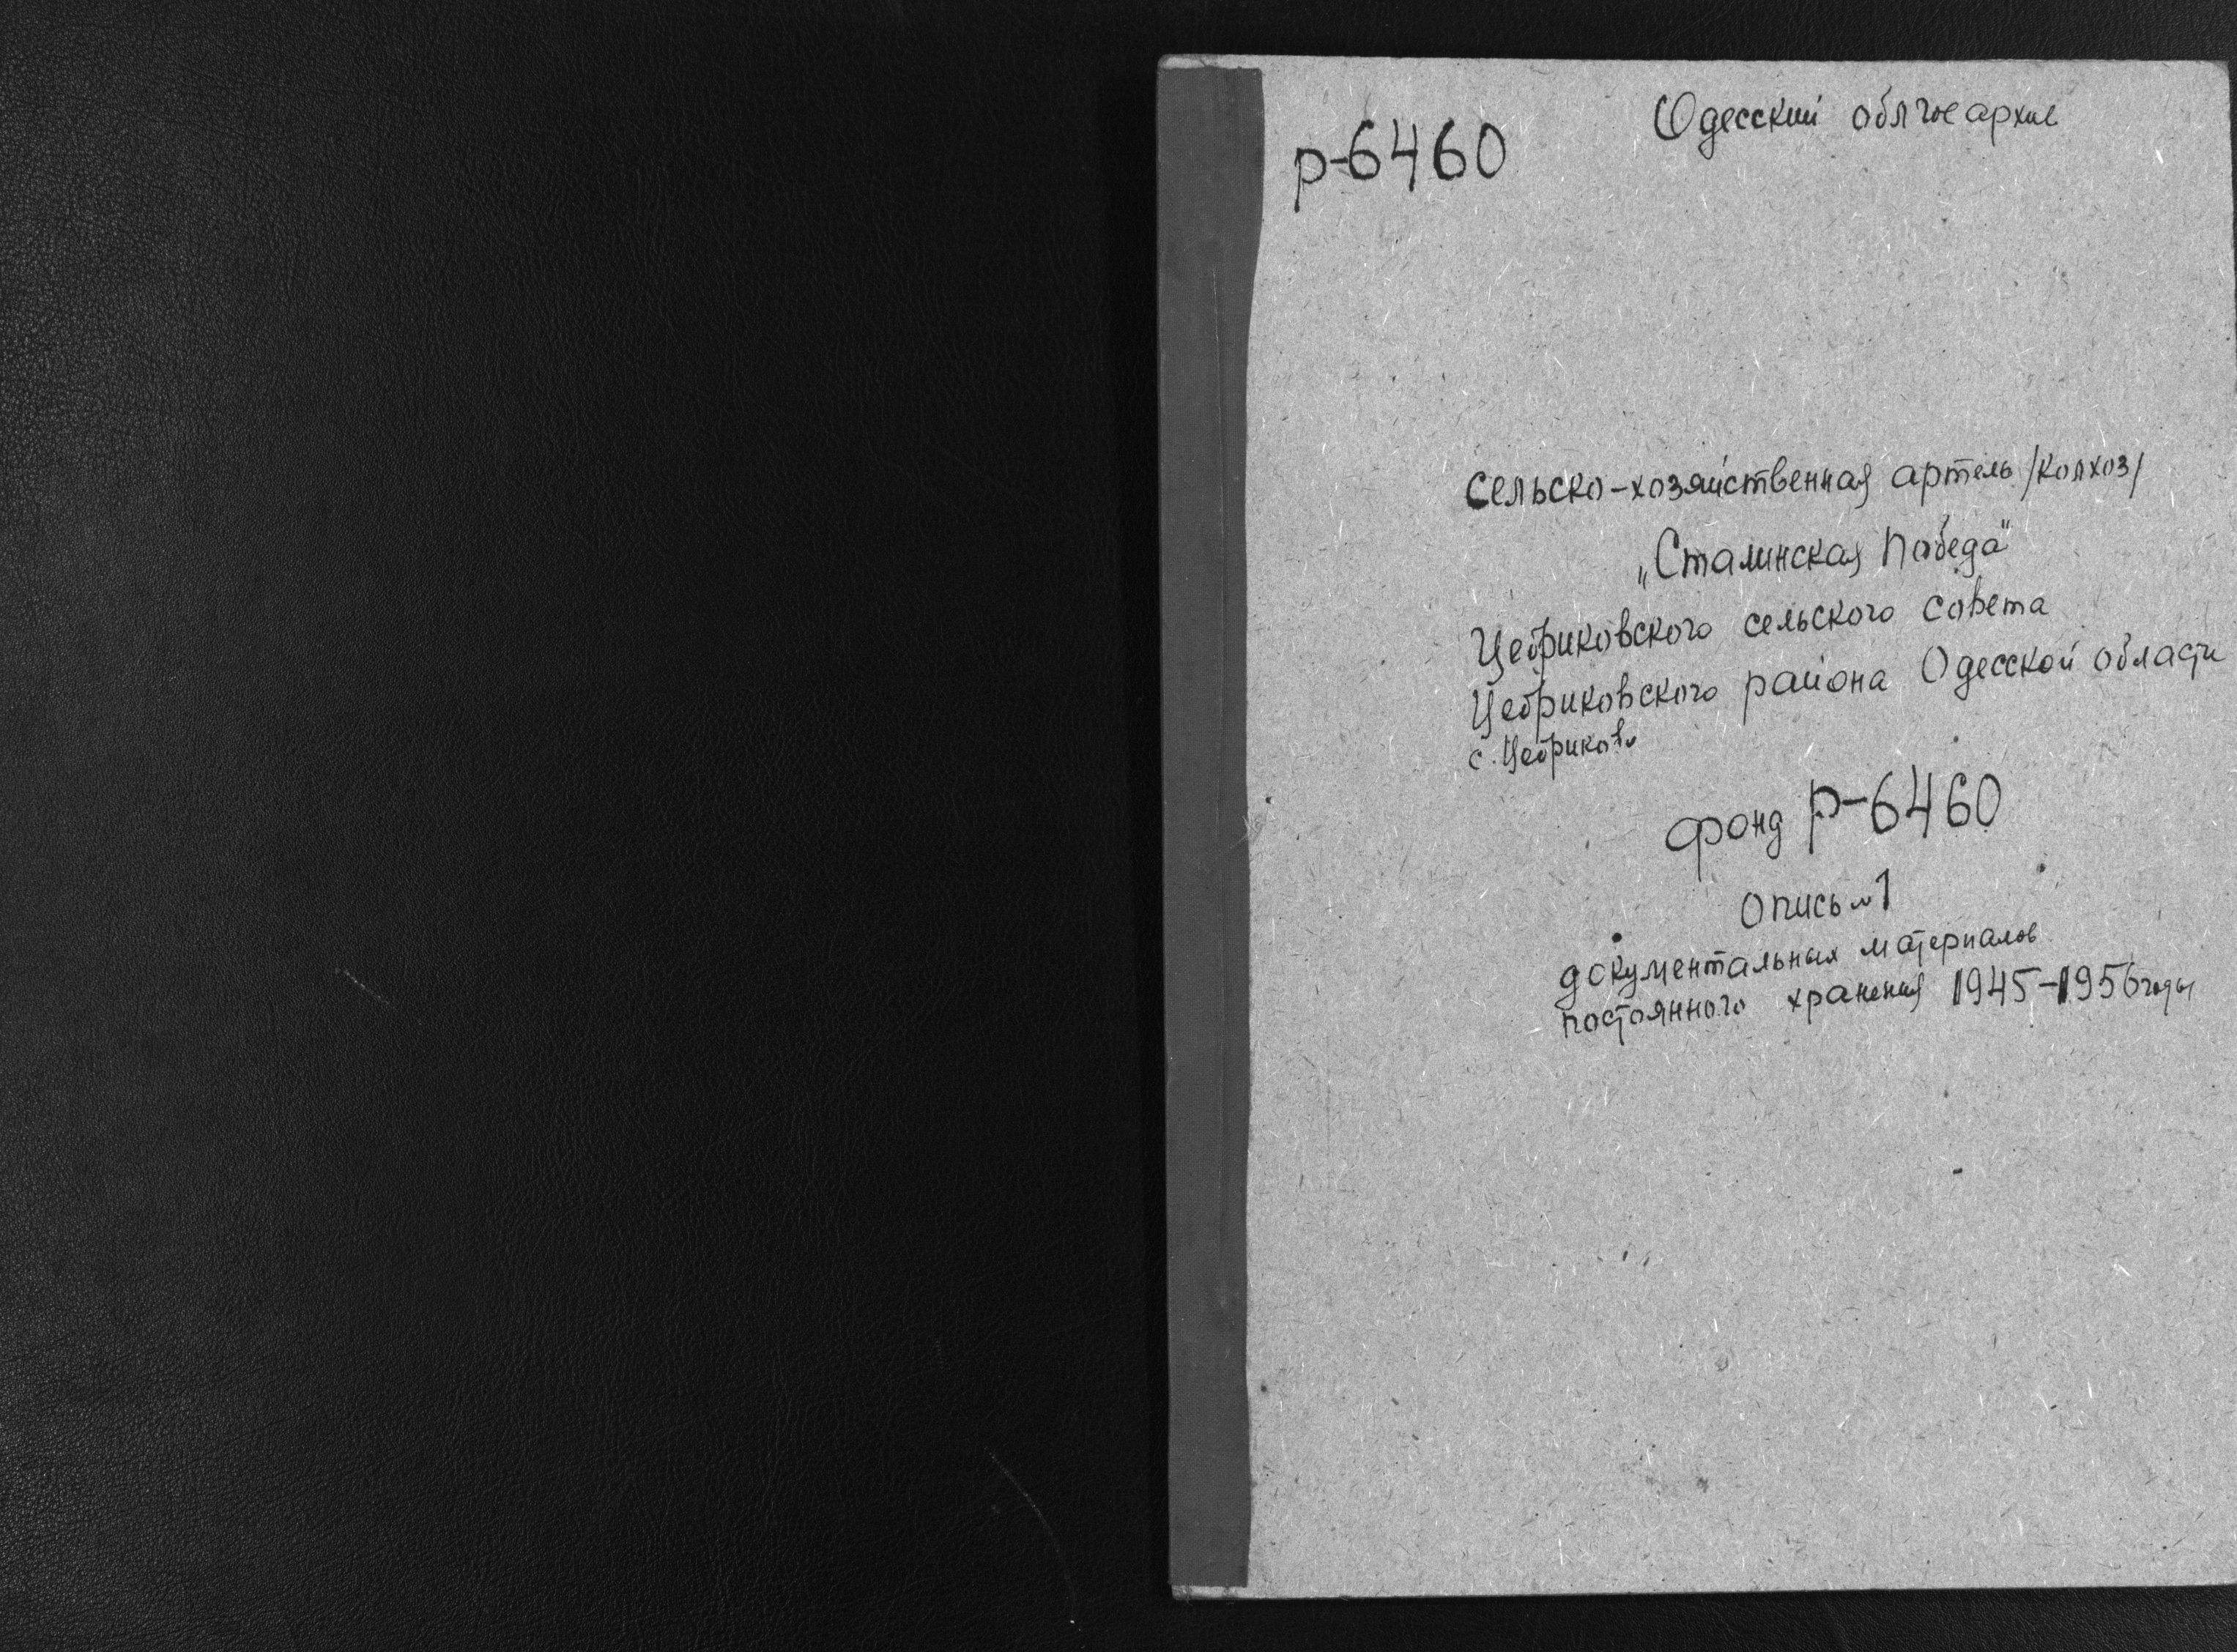 Одесский облгосархив
р-6460
Сельско-хозяйственная артель /колхоз/
„Сталинская Победа"
Цебриковского сельского совета
Цебриковского района Одесской области
с. Цебриково
фонд р-6460
Опись №1
документальных материалов
постоянного хранения 1945-1956 годы